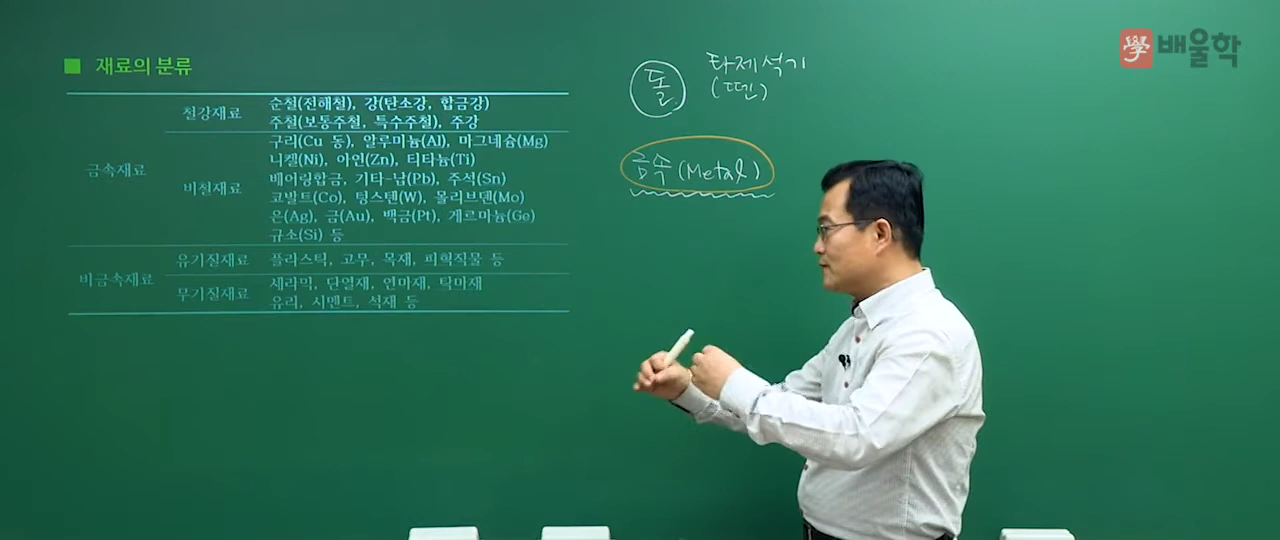 學 배울학
■ 재료의 분류
금속재료
철강재료
순철(전해철), 강(탄소강, 합금강)
주철(보통주철, 특수주철), 주강
비철재료
구리(Cu 동), 알루미늄(Al), 마그네슘(Mg)
니켈(Ni), 아연(Zn), 티타늄(Ti)
베어링합금, 기타-납(Pb), 주석(Sn)
코발트(Co), 텅스텐(W), 몰리브덴(Mo)
은(Ag), 금(Au), 백금(Pt), 게르마늄(Ge)
규소(Si) 등
비금속재료
유기질재료
플라스틱, 고무, 목재, 피혁직물 등
무기질재료
세라믹, 단열재, 연마재, 탁마재
유리, 시멘트, 석재 등
돌
타제석기
(뗀)
금속(Metal)